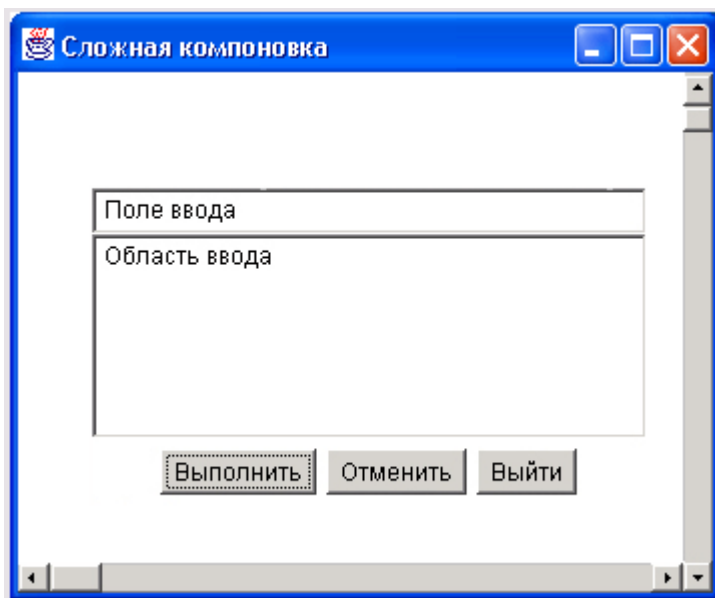 Сложная компоновка
Поле ввода
Область ввода
Выполнить Отменить Выйти